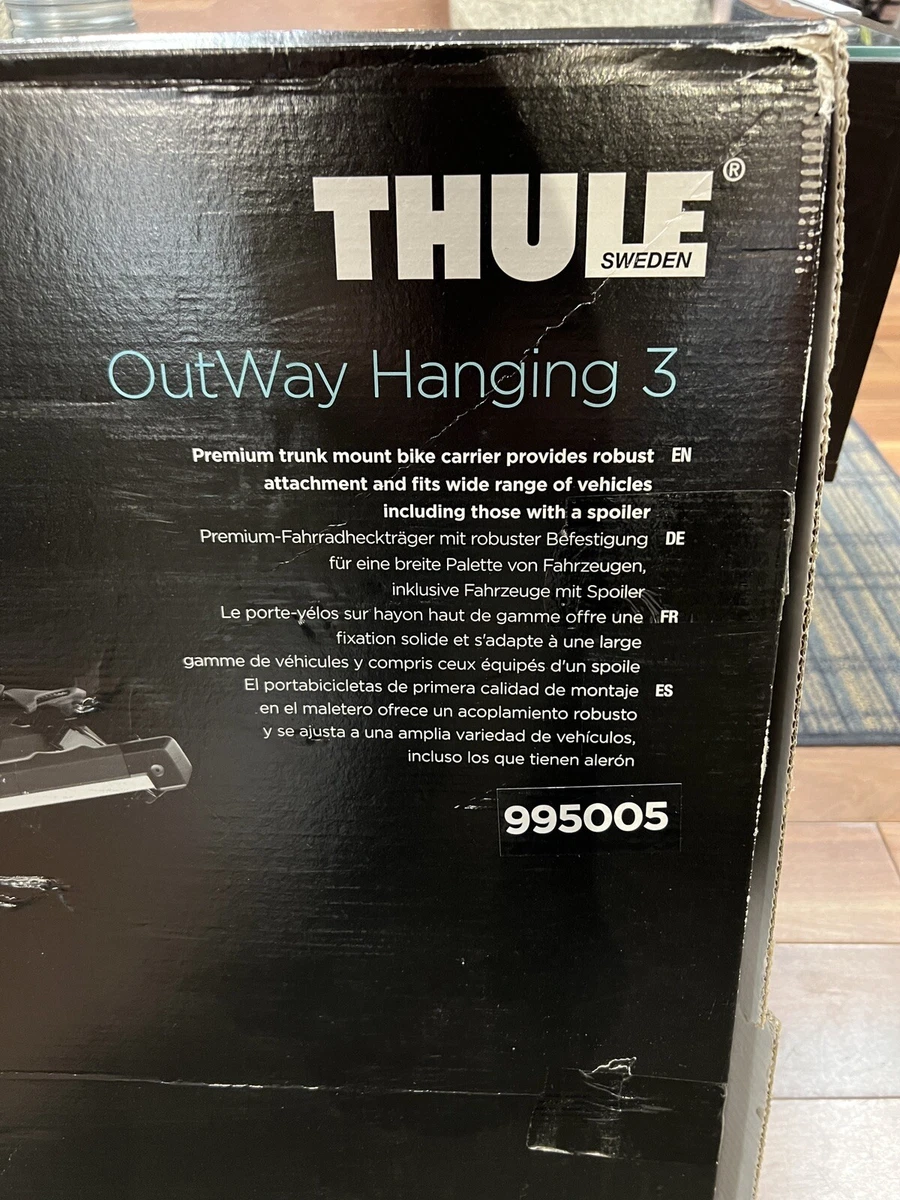 THULE®
SWEDEN
OutWay Hanging 3
Premium trunk mount bike carrier provides robust EN
attachment and fits wide range of vehicles
including those with a spoiler
Premium-Fahrradheckträger mit robuster Befestigung DE
für eine breite Palette von Fahrzeugen,
inklusive Fahrzeuge mit Spoiler
Le porte-vélos sur hayon haut de gamme offre une FR
fixation solide et s'adapte à une large
gamme de véhicules y compris ceux équipés d'un spoile
El portabicicletas de primera calidad de montaje ES
en el maletero ofrece un acoplamiento robusto
y se ajusta a una amplia variedad de vehículos,
incluso los que tienen alerón
995005